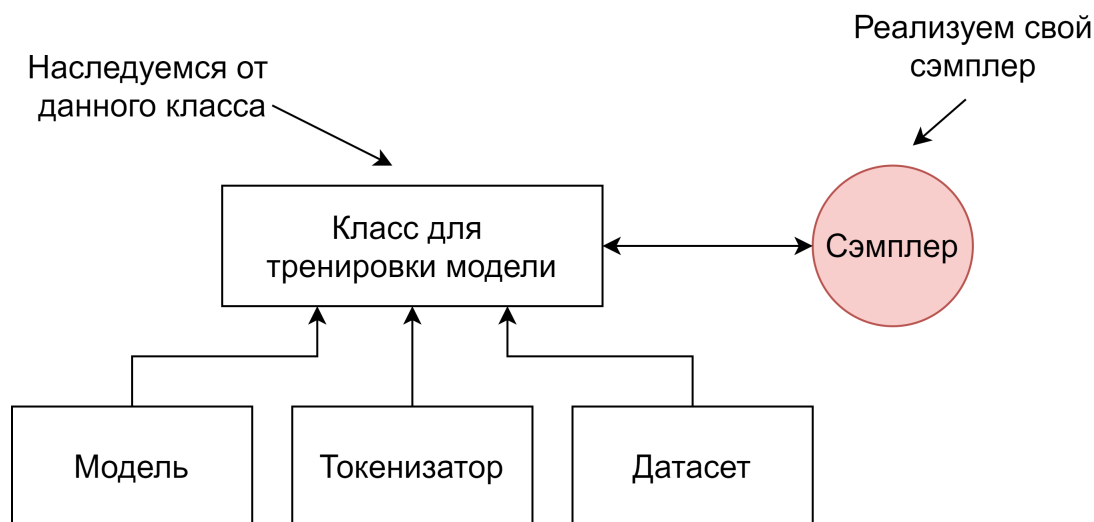 Реализуем свой
сэмплер
Наследуемся от
данного класса
Класс для
тренировки модели
Сэмплер
Модель
Токенизатор
Датасет